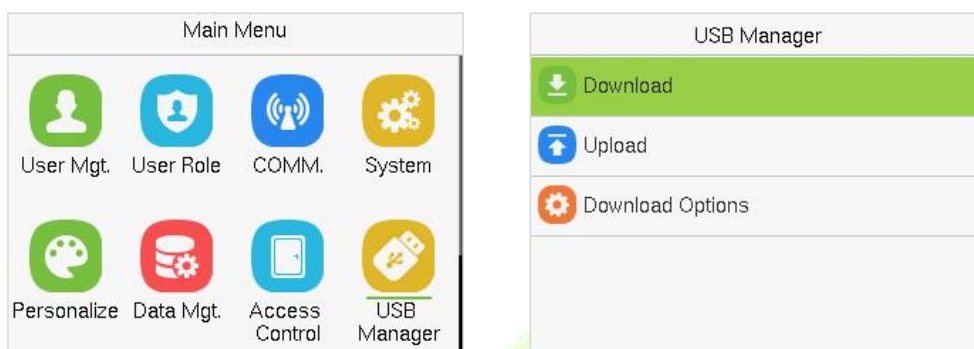 Main Menu
User Mgt. User Role COMM. System
Personalize Data Mgt. Access Control USB Manager
USB Manager
Download
Upload
Download Options